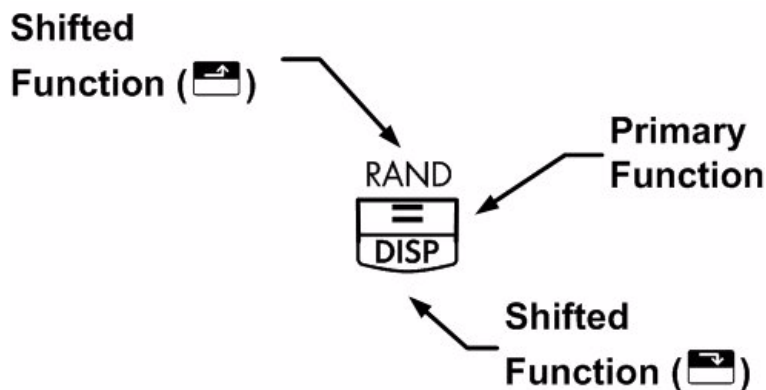 Shifted
Function ( )
Primary
Function
RAND
=
DISP
Shifted
Function ( )